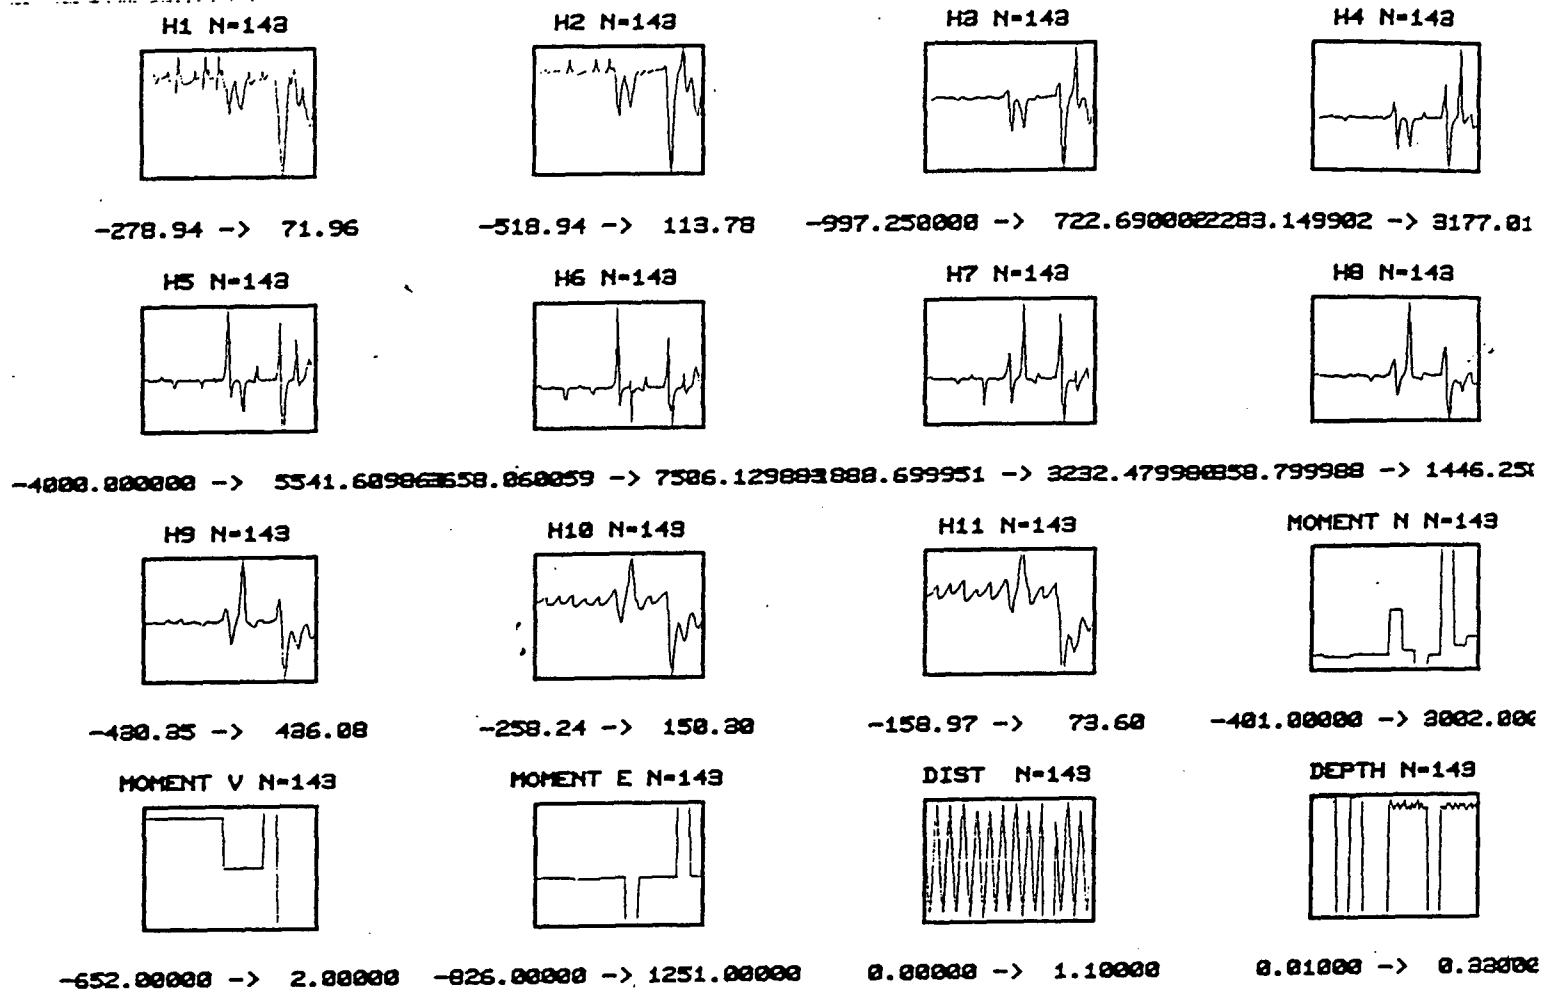 H1 N=143 H2 N=143 H3 N=143 H4 N=143
-278.94 -> 71.96 -518.94 -> 113.78 -997.250000 -> 722.690002283.149902 -> 3177.01
H5 N=143 H6 N=143 H7 N=143 H8 N=143
-4000.000000 -> 5541.609863658.060059 -> 7506.129883888.699951 -> 3232.479980858.799988 -> 1446.25
H9 N=143 H10 N=143 H11 N=143 MOMENT N N=143
-430.35 -> 436.08 -258.24 -> 150.30 -158.97 -> 73.60 -401.00000 -> 3002.000
MOMENT V N=143 MOMENT E N=143 DIST N=143 DEPTH N=143
-652.00000 -> 2.00000 -826.00000 -> 1251.00000 0.00000 -> 1.10000 0.01000 -> 0.33000